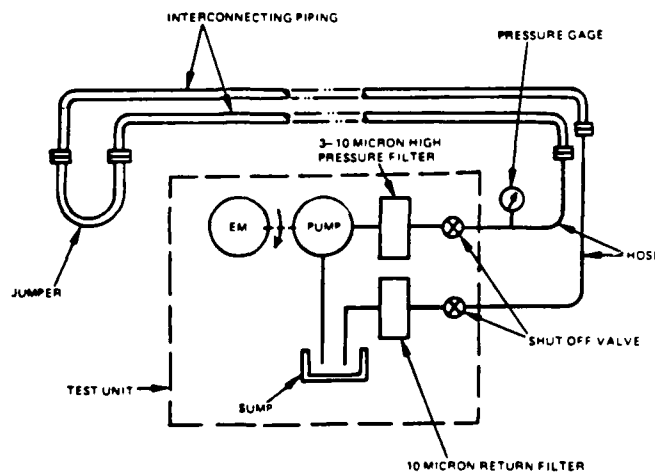 INTERCONNECTING PIPING
PRESSURE GAGE
3-10 MICRON HIGH
PRESSURE FILTER
EM
PUMP
HOSE
JUMPER
SHUT OFF VALVE
TEST UNIT
SUMP
10 MICRON RETURN FILTER